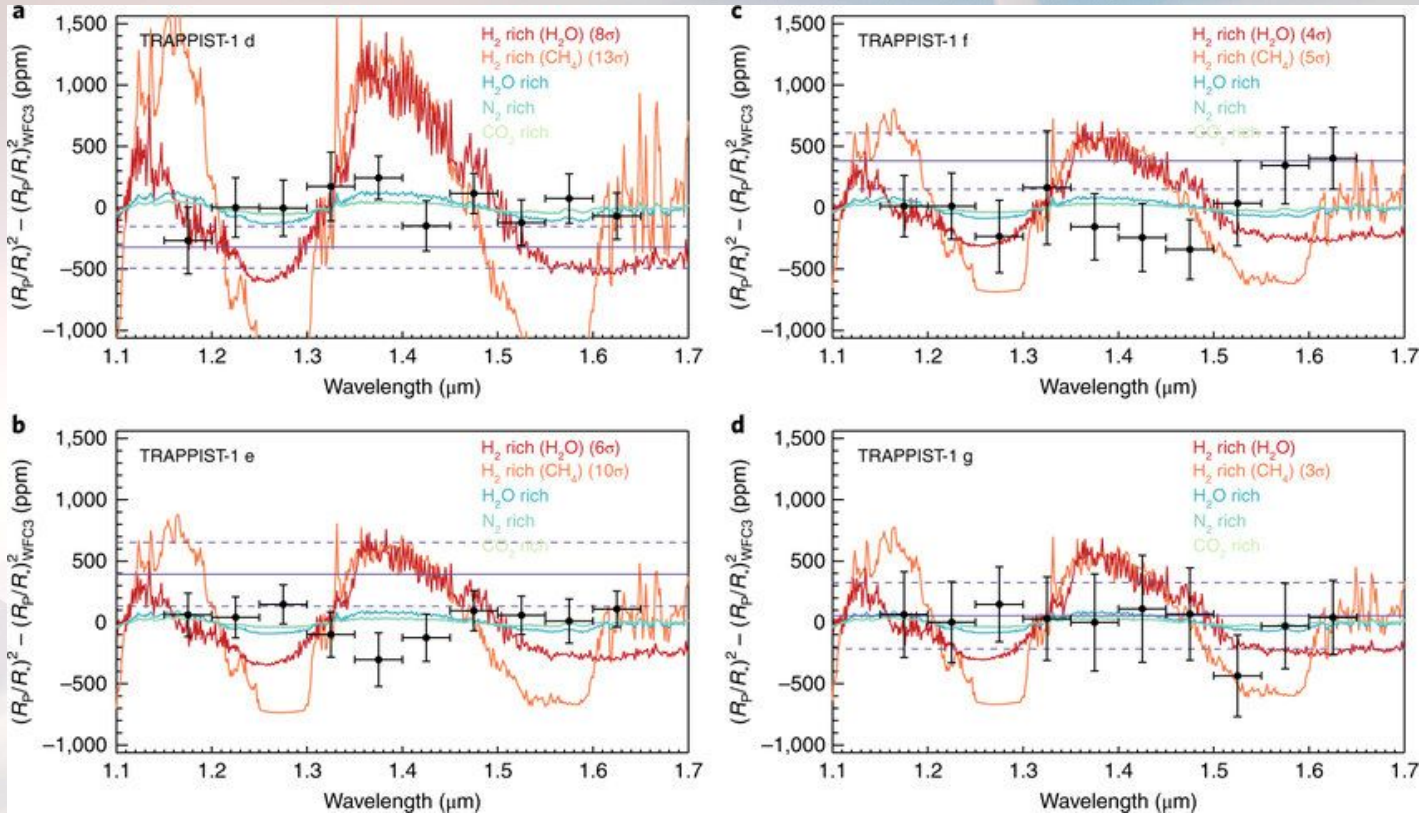 a
TRAPPIST-1 d
H₂ rich (H₂O) (8σ)
H₂ rich (CH₄) (13σ)
H₂O rich
N₂ rich
CO₂ rich
1,500
1,000
500
0
−500
−1,000
(Rₚ/R⋆)² − (Rₚ/R⋆)²WFC3 (ppm)
1.1 1.2 1.3 1.4 1.5 1.6 1.7
Wavelength (μm)
c
TRAPPIST-1 f
H₂ rich (H₂O) (4σ)
H₂ rich (CH₄) (5σ)
H₂O rich
N₂ rich
CO₂ rich
1,500
1,000
500
0
−500
−1,000
(Rₚ/R⋆)² − (Rₚ/R⋆)²WFC3 (ppm)
1.1 1.2 1.3 1.4 1.5 1.6 1.7
Wavelength (μm)
b
TRAPPIST-1 e
H₂ rich (H₂O) (6σ)
H₂ rich (CH₄) (10σ)
H₂O rich
N₂ rich
CO₂ rich
1,500
1,000
500
0
−500
−1,000
(Rₚ/R⋆)² − (Rₚ/R⋆)²WFC3 (ppm)
1.1 1.2 1.3 1.4 1.5 1.6 1.7
Wavelength (μm)
d
TRAPPIST-1 g
H₂ rich (H₂O)
H₂ rich (CH₄) (3σ)
H₂O rich
N₂ rich
CO₂ rich
1,500
1,000
500
0
−500
−1,000
(Rₚ/R⋆)² − (Rₚ/R⋆)²WFC3 (ppm)
1.1 1.2 1.3 1.4 1.5 1.6 1.7
Wavelength (μm)